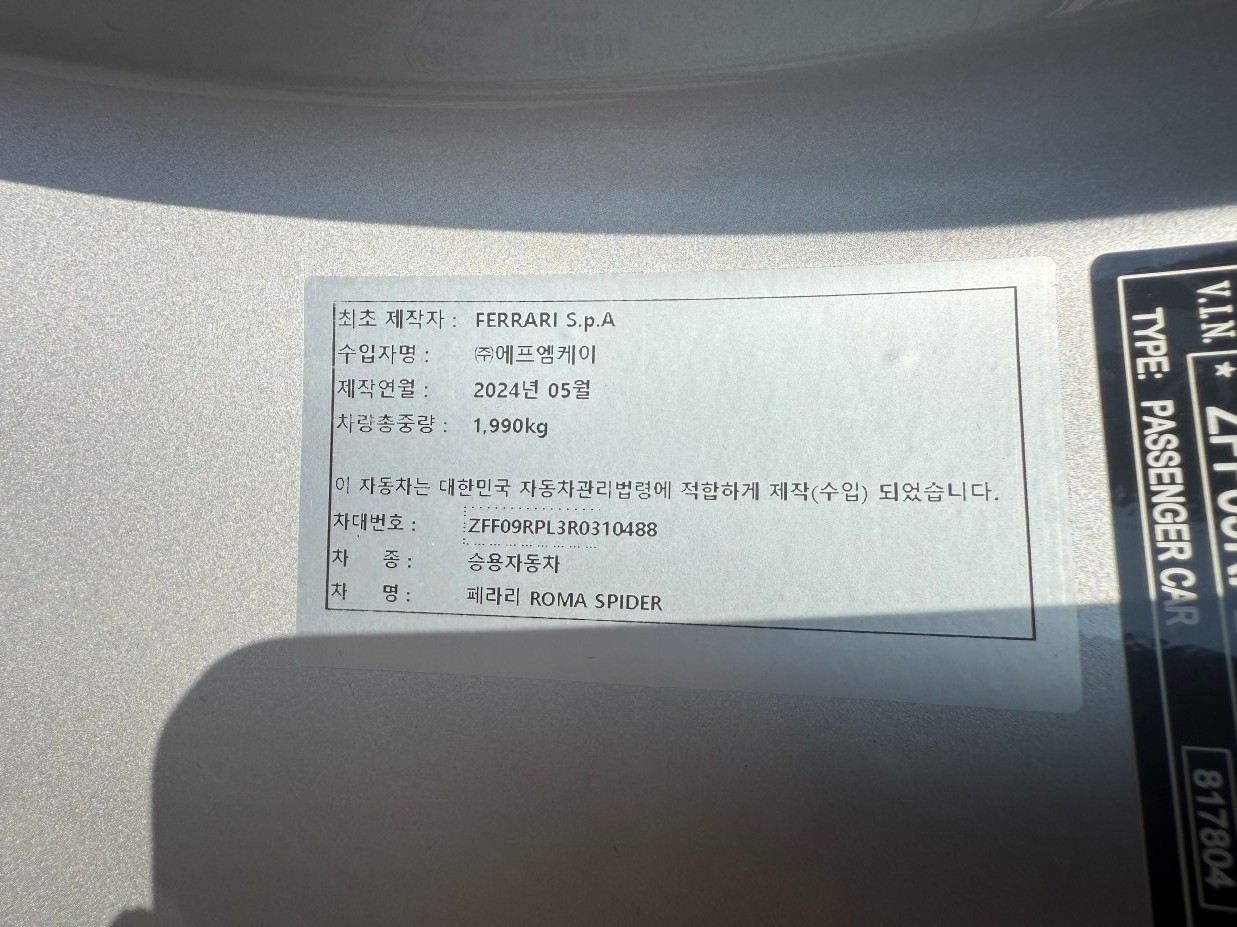 최초 제작자 : FERRARI S.p.A
수입자명 : ㈜에프엠케이
제작연월 : 2024년 05월
차량총중량 : 1,990kg
이 자동차는 대한민국 자동차관리법령에 적합하게 제작(수입) 되었습니다.
차대번호 : ZFF09RPL3R0310488
차 종 : 승용자동차
차 명 : 페라리 ROMA SPIDER
V.I.N.
TYPE: PASSENGER CAR
817804